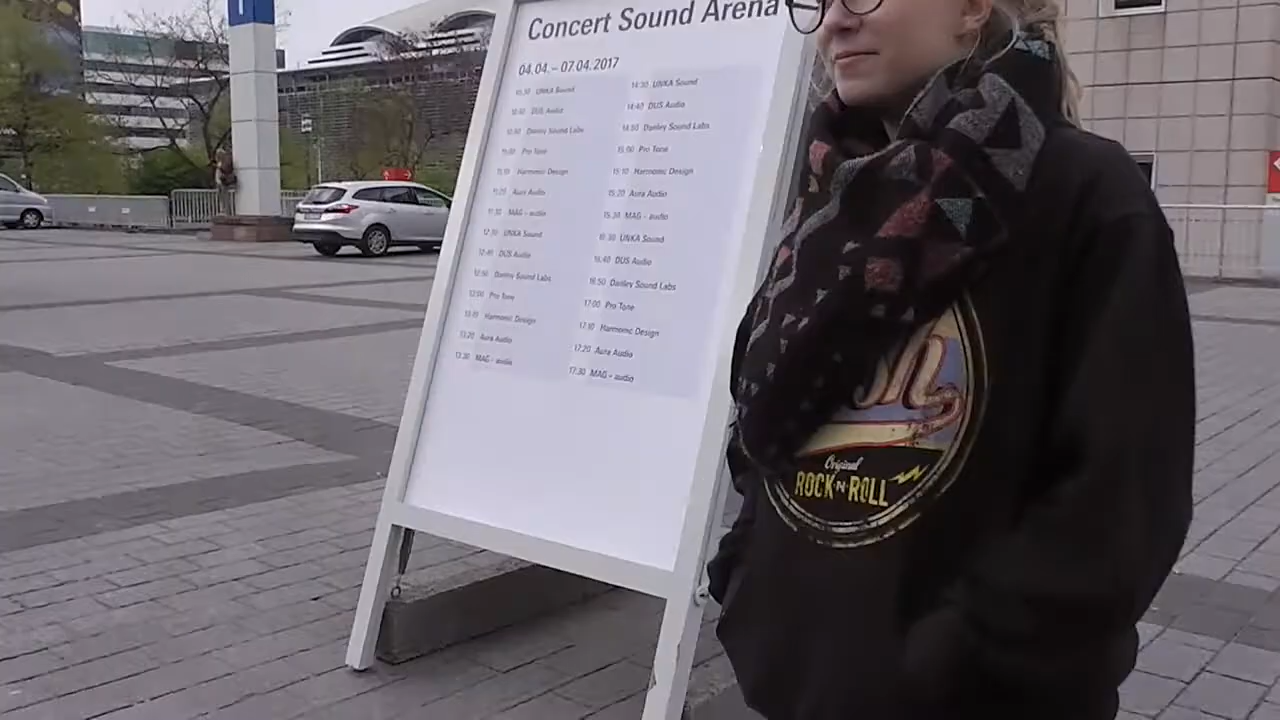 Concert Sound Arena
04.04. – 07.04.2017
10:30 UNKA Sound
10:40 DUS Audio
10:50 Danley Sound Labs
11:00 Pro Tone
11:10 Harmonic Design
11:20 Aura Audio
11:30 MAG - audio
12:30 UNKA Sound
12:40 DUS Audio
12:50 Danley Sound Labs
13:00 Pro Tone
13:10 Harmonic Design
13:20 Aura Audio
13:30 MAG - audio
14:30 UNKA Sound
14:40 DUS Audio
14:50 Danley Sound Labs
15:00 Pro Tone
15:10 Harmonic Design
15:20 Aura Audio
15:30 MAG - audio
16:30 UNKA Sound
16:40 DUS Audio
16:50 Danley Sound Labs
17:00 Pro Tone
17:10 Harmonic Design
17:20 Aura Audio
17:30 MAG - audio
Original
ROCK N ROLL